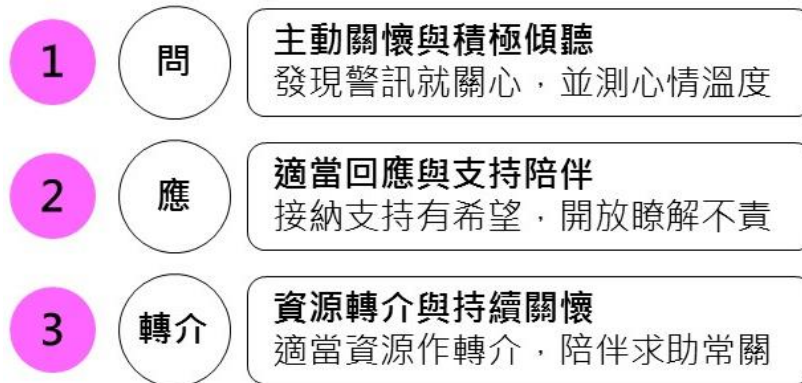 1
問
主動關懷與積極傾聽
發現警訊就關心，並測心情溫度
2
應
適當回應與支持陪伴
接納支持有希望，開放瞭解不責
3
轉介
資源轉介與持續關懷
適當資源作轉介，陪伴求助常關